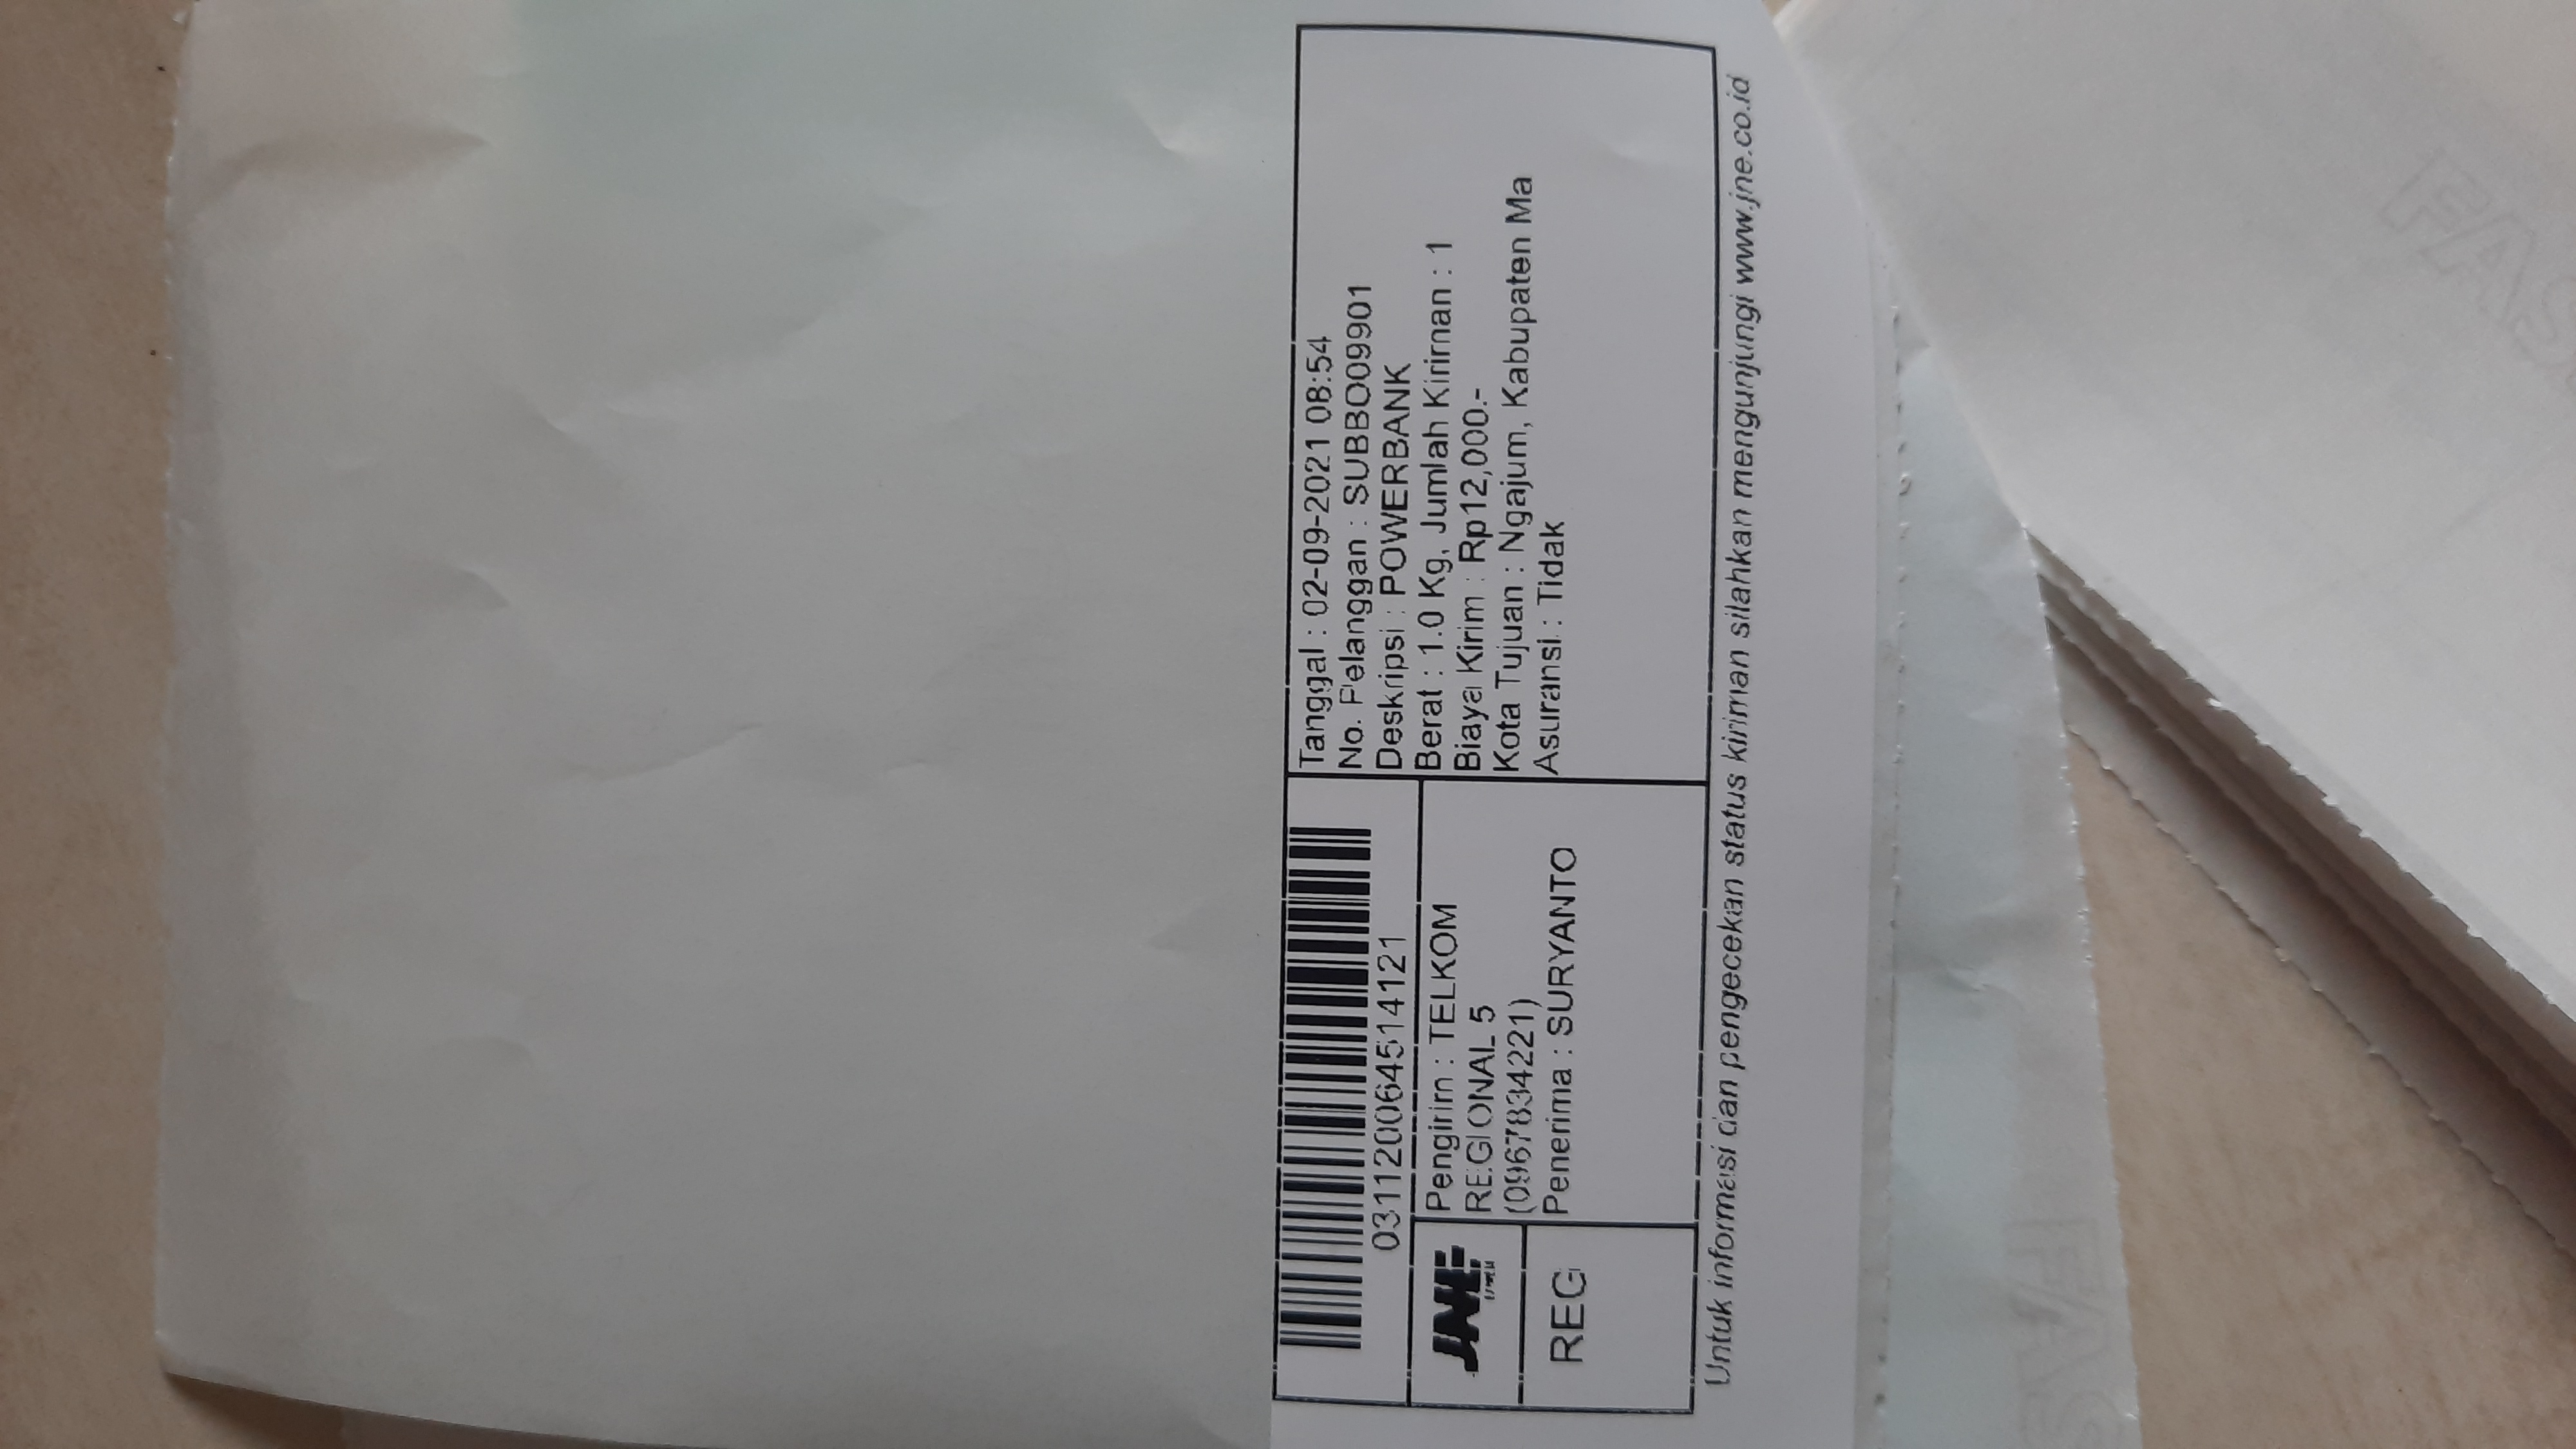 031120064514121
JNE
REG
Pengirim : TELKOM
REGIONAL 5
(0967834221)
Penerima : SURYANTO
Tanggal : 02-09-2021 08:54
No. Pelanggan : SUBBO09901
Deskripsi : POWERBANK
Berat : 1.0 Kg, Jumlah Kiriman : 1
Biaya Kirim : Rp12,000.-
Kota Tujuan : Ngajum, Kabupaten Ma
Asuransi : Tidak
Untuk informasi dan pengecekan status kiriman silahkan mengunjungi www.jne.co.id